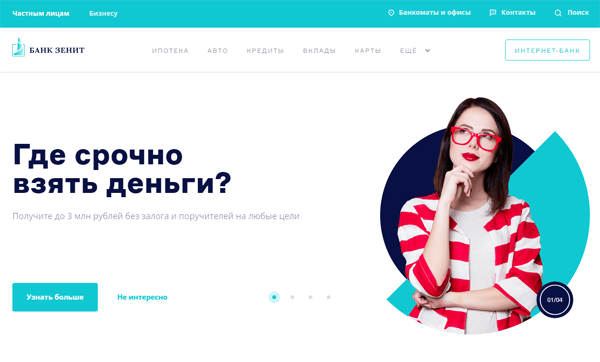 Частным лицам Бизнесу Банкоматы и офисы Контакты Поиск
БАНК ЗЕНИТ ИПОТЕКА АВТО КРЕДИТЫ ВКЛАДЫ КАРТЫ ЕЩЁ ИНТЕРНЕТ-БАНК
Где срочно
взять деньги?
Получите до 3 млн рублей без залога и поручителей на любые цели
Узнать больше Не интересно 01/04